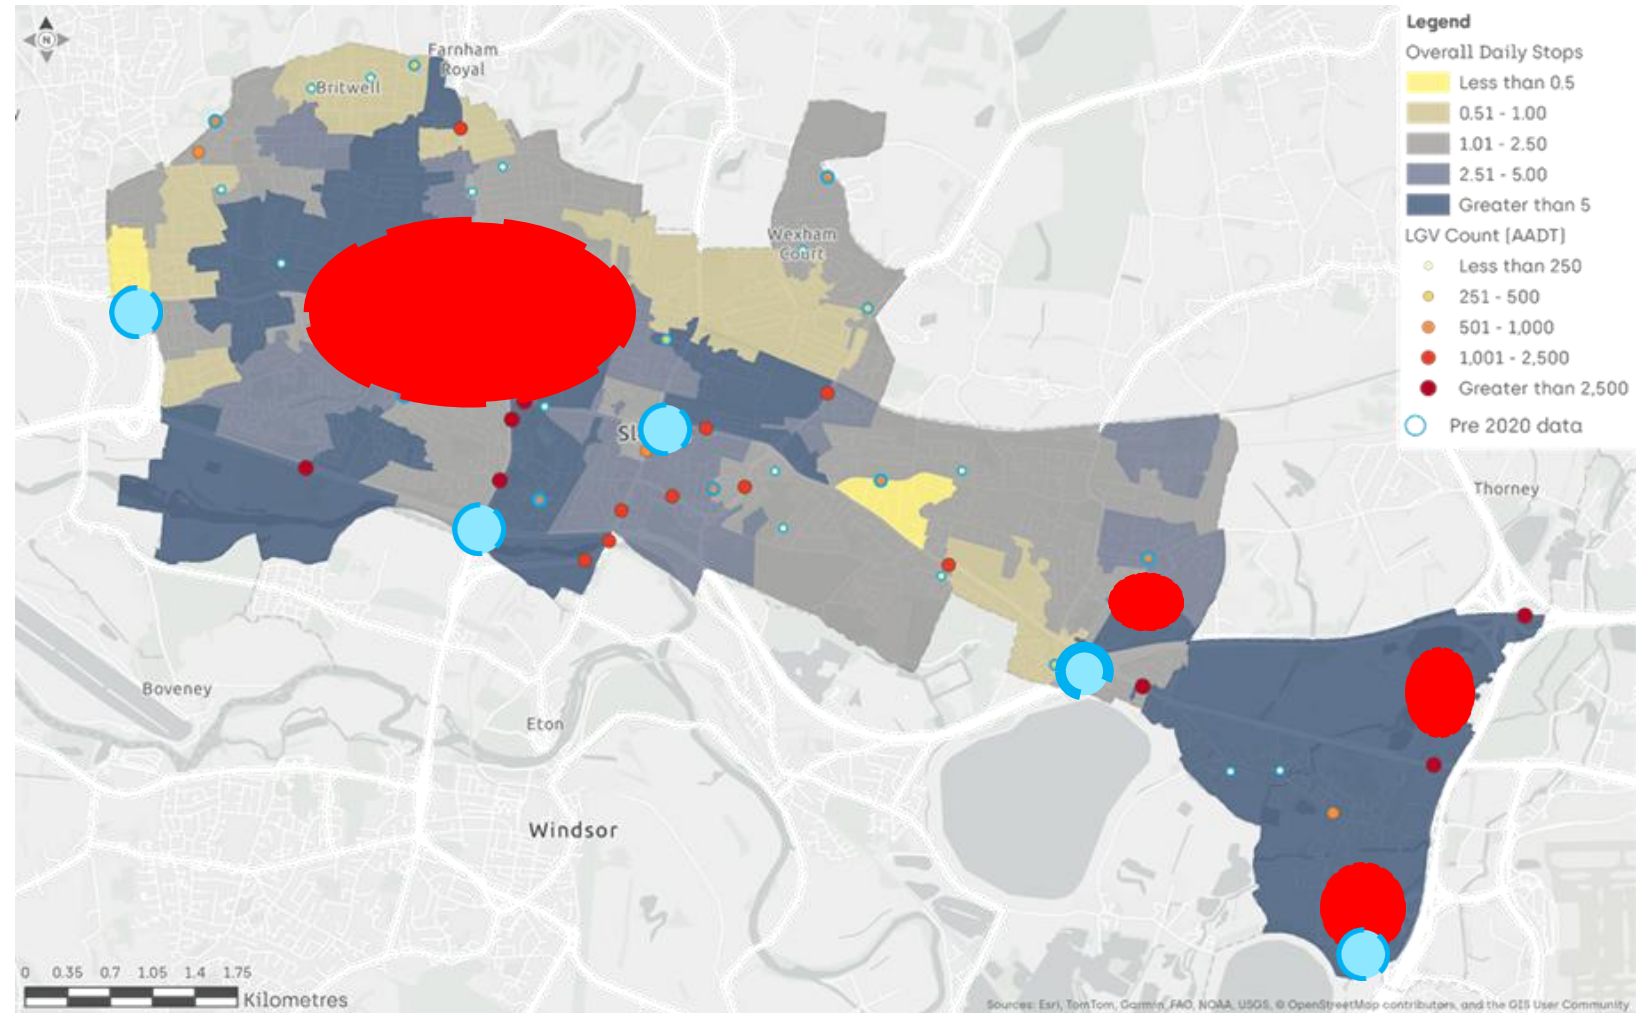 N
Farnham
Royal
Britwell
Wexham
Court
Sl
Thorney
Boveney
Eton
Windsor
Legend
Overall Daily Stops
Less than 0.5
0.51 - 1.00
1.01 - 2.50
2.51 - 5.00
Greater than 5
LGV Count (AADT)
Less than 250
251 - 500
501 - 1,000
1,001 - 2,500
Greater than 2,500
Pre 2020 data
0 0.35 0.7 1.05 1.4 1.75
Kilometres
Sources: Esri, TomTom, Garmin, FAO, NOAA, USGS, © OpenStreetMap contributors, and the GIS User Community